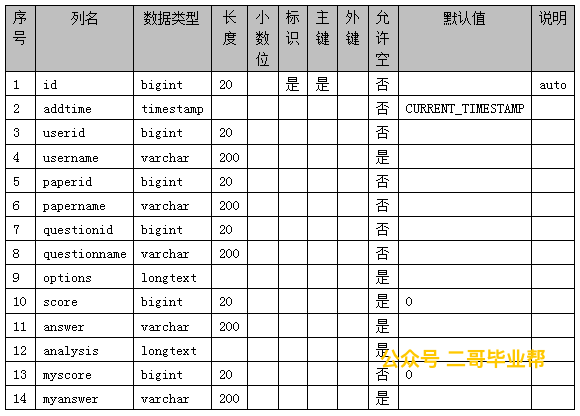 序号 列名 数据类型 长度 小数位 标识 主键 外键 允许空 默认值 说明
1 id bigint 20 是 是 否 auto
2 addtime timestamp 否 CURRENT_TIMESTAMP
3 userid bigint 20 否
4 username varchar 200 是
5 paperid bigint 20 否
6 papername varchar 200 否
7 questionid bigint 20 否
8 questionname varchar 200 否
9 options longtext 是
10 score bigint 20 是 0
11 answer varchar 200 是
12 analysis longtext 是
公众号 二哥毕业帮
13 myscore bigint 20 否 0
14 myanswer varchar 200 是